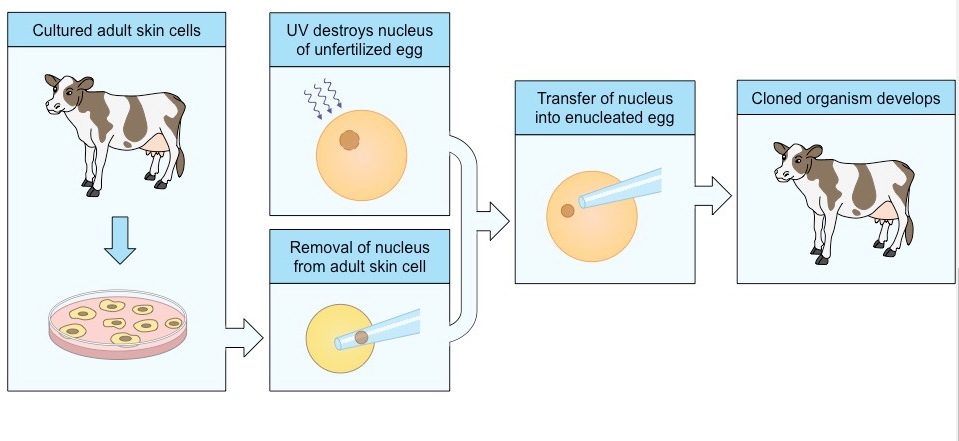 Cultured adult skin cells
UV destroys nucleus
of unfertilized egg
Removal of nucleus
from adult skin cell
Transfer of nucleus
into enucleated egg
Cloned organism develops